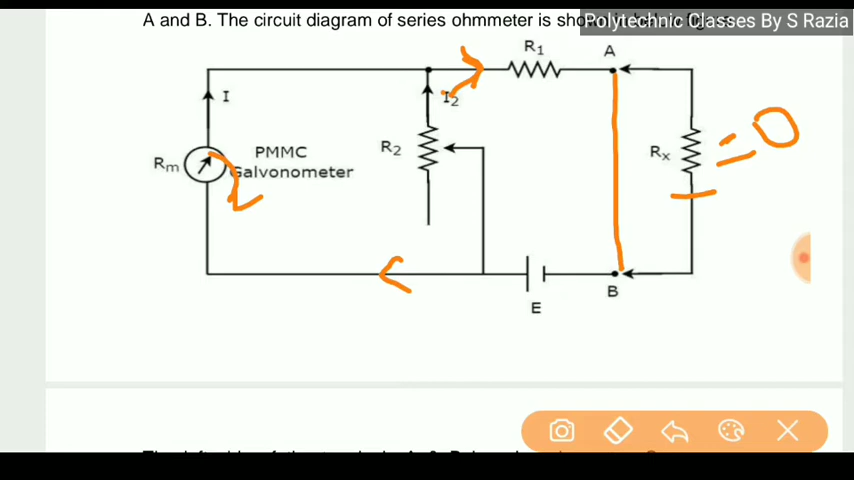 A and B. The circuit diagram of series ohmmeter is sho
Polytechnic Classes By S Razia
R1
A
I
I2
R2
PMMC
Galvonometer
Rm
Rx
= 0
B
E